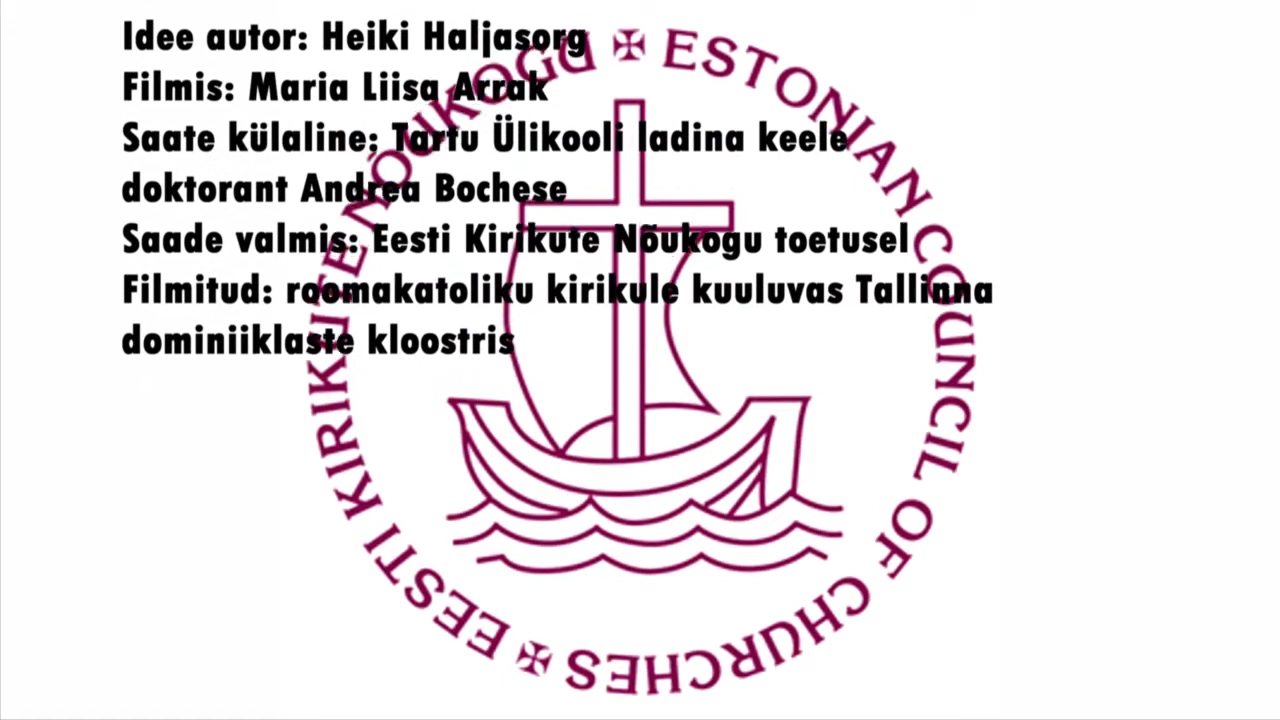 Idee autor: Heiki Haljasorg
Filmis: Maria Liisa Arrak
Saate külaline: Tartu Ülikooli ladina keele
doktorant Andrea Bochese
Saade valmis: Eesti Kirikute Nõukogu toetusel
Filmitud: roomakatoliku kirikule kuuluvas Tallinna
dominiiklaste kloostris
EESTI KIRIKUTE NÕUKOGU
ESTONIAN COUNCIL OF CHURCHES